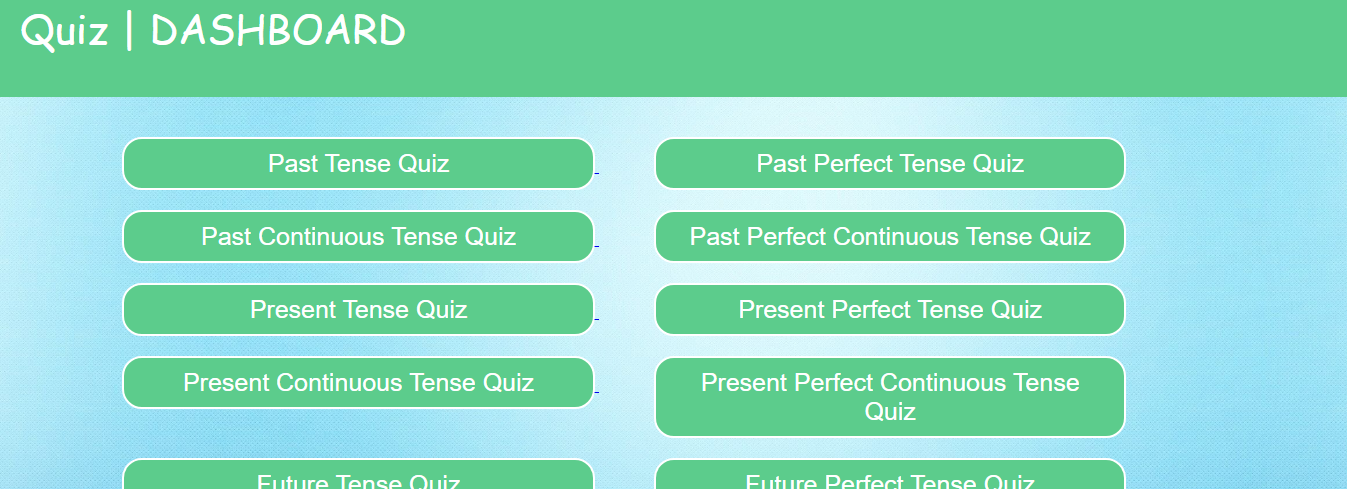 Quiz | DASHBOARD
Past Tense Quiz
Past Perfect Tense Quiz
Past Continuous Tense Quiz
Past Perfect Continuous Tense Quiz
Present Tense Quiz
Present Perfect Tense Quiz
Present Continuous Tense Quiz
Present Perfect Continuous Tense
Quiz
Future Tense Quiz
Future Perfect Tense Quiz